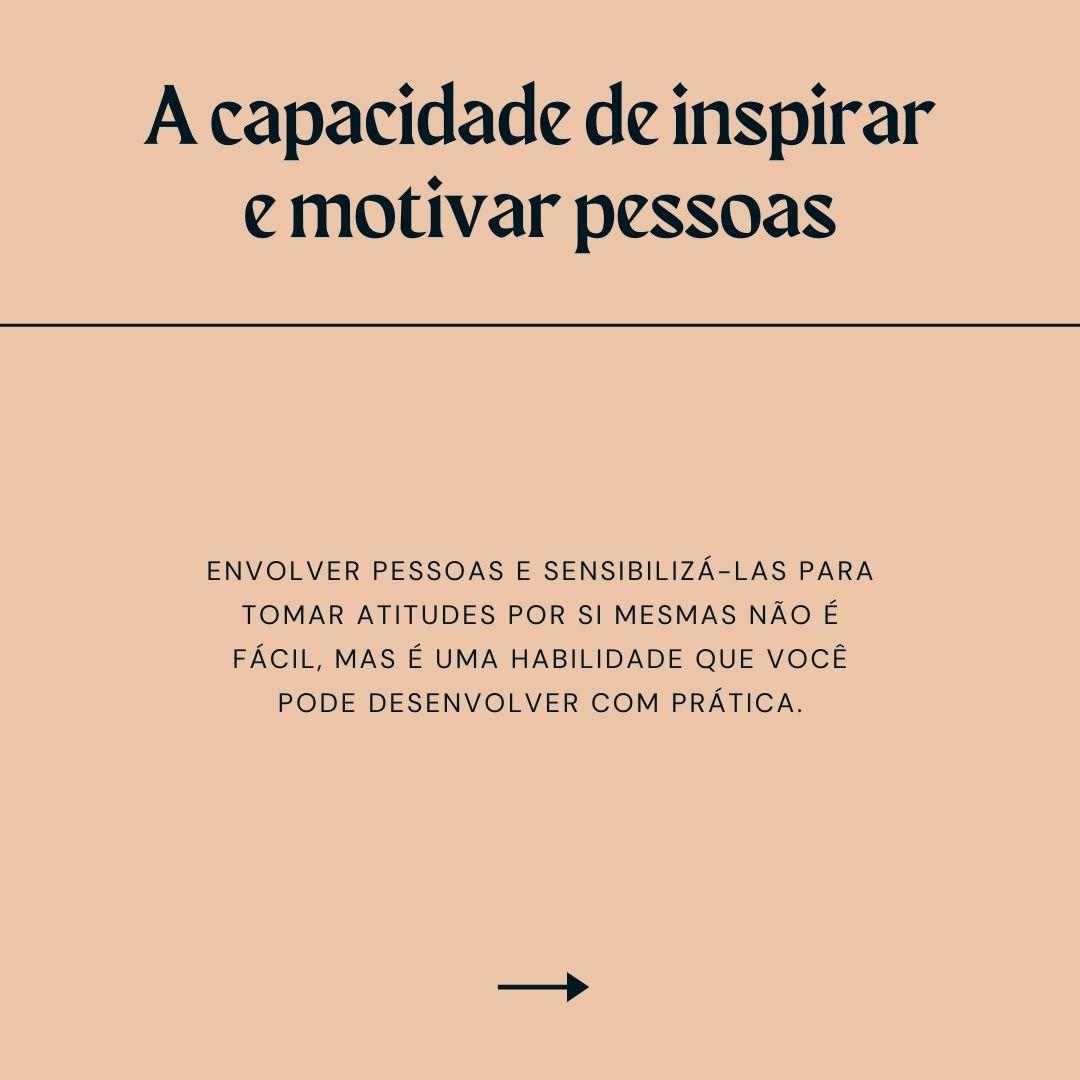 A capacidade de inspirar
e motivar pessoas
ENVOLVER PESSOAS E SENSIBILIZÁ-LAS PARA
TOMAR ATITUDES POR SI MESMAS NÃO É
FÁCIL, MAS É UMA HABILIDADE QUE VOCÊ
PODE DESENVOLVER COM PRÁTICA.